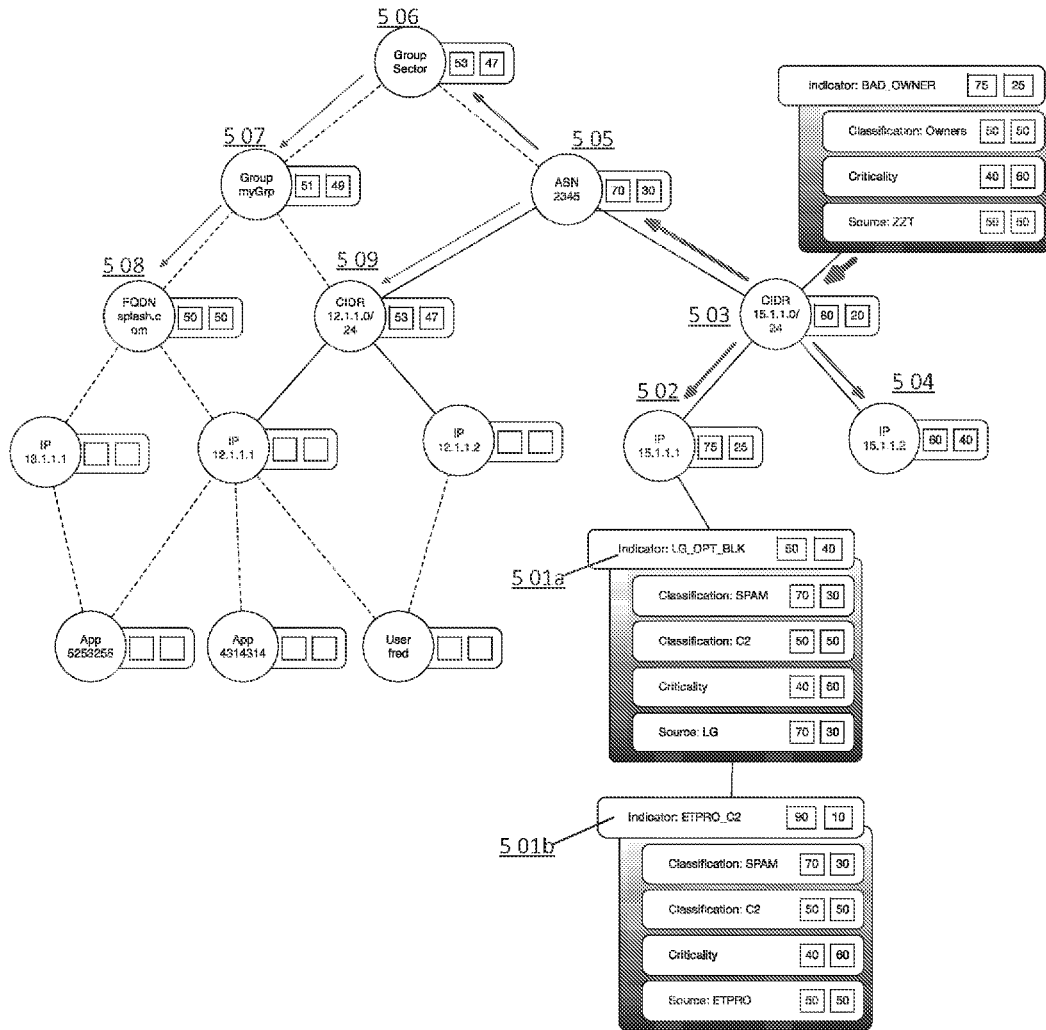 5 06
Group
Sector
53 47
5 07
Group
myGrp
51 49
5 05
ASN
2345
70 30
Indicator: BAD_OWNER 75 25
Classification: Owners 50 50
Criticality 40 60
Source: ZZT 50 50
5 08
FQDN
splash.c
om
50 50
5 09
CIDR
12.1.1.0/
24
53 47
5 03
CIDR
15.1.1.0/
24
80 20
IP
13.1.1.1
IP
12.1.1.1
IP
12.1.1.2
5 02
IP
15.1.1.1
75 25
5 04
IP
15.1.1.2
60 40
App
5253256
App
4314314
User
fred
5 01a
Indicator: LG_OPT_BLK 60 40
Classification: SPAM 70 30
Classification: C2 50 50
Criticality 40 60
Source: LG 70 30
5 01b
Indicator: ETPRO_C2 90 10
Classification: SPAM 70 30
Classification: C2 50 50
Criticality 40 60
Source: ETPRO 50 50